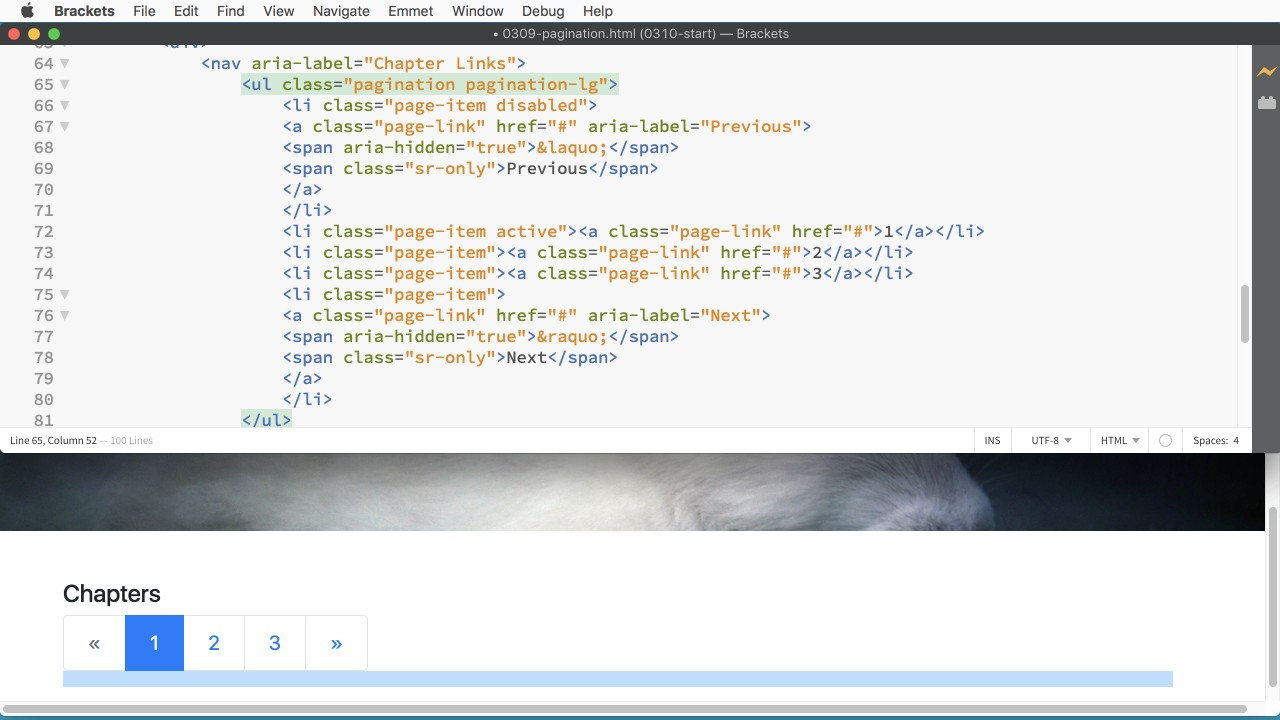 Brackets File Edit Find View Navigate Emmet Window Debug Help
• 0309-pagination.html (0310-start) — Brackets
63 <div>
64 <nav aria-label="Chapter Links">
65 <ul class="pagination pagination-lg">
66 <li class="page-item disabled">
67 <a class="page-link" href="#" aria-label="Previous">
68 <span aria-hidden="true">&laquo;</span>
69 <span class="sr-only">Previous</span>
70 </a>
71 </li>
72 <li class="page-item active"><a class="page-link" href="#">1</a></li>
73 <li class="page-item"><a class="page-link" href="#">2</a></li>
74 <li class="page-item"><a class="page-link" href="#">3</a></li>
75 <li class="page-item">
76 <a class="page-link" href="#" aria-label="Next">
77 <span aria-hidden="true">&raquo;</span>
78 <span class="sr-only">Next</span>
79 </a>
80 </li>
81 </ul>
Line 65, Column 52 — 100 Lines INS UTF-8 HTML Spaces: 4
Chapters
« 1 2 3 »